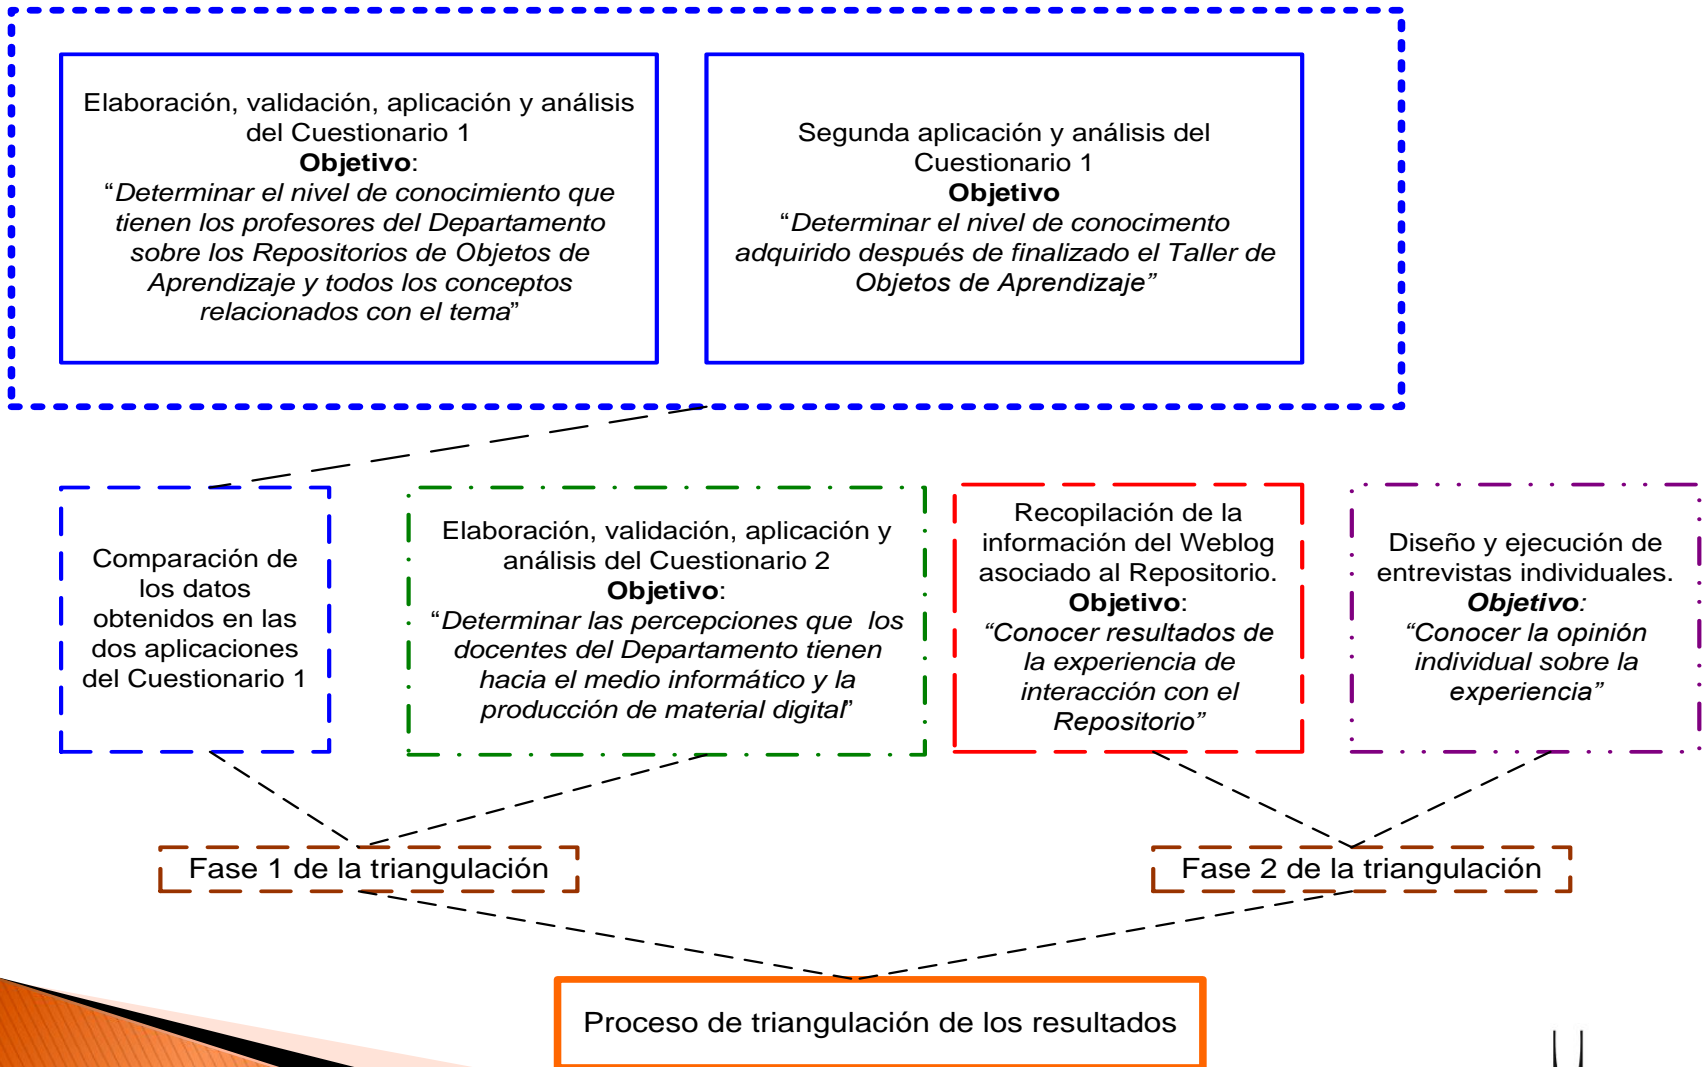 Elaboración, validación, aplicación y análisis
del Cuestionario 1
Objetivo:
“Determinar el nivel de conocimiento que
tienen los profesores del Departamento
sobre los Repositorios de Objetos de
Aprendizaje y todos los conceptos
relacionados con el tema”
Segunda aplicación y análisis del
Cuestionario 1
Objetivo
“Determinar el nivel de conocimento
adquirido después de finalizado el Taller de
Objetos de Aprendizaje”
Comparación de
los datos
obtenidos en las
dos aplicaciones
del Cuestionario 1
Elaboración, validación, aplicación y
análisis del Cuestionario 2
Objetivo:
“Determinar las percepciones que  los
docentes del Departamento tienen
hacia el medio informático y la
producción de material digital”
Recopilación de la
información del Weblog
asociado al Repositorio.
Objetivo:
“Conocer resultados de
la experiencia de
interacción con el
Repositorio”
Diseño y ejecución de
entrevistas individuales.
Objetivo:
“Conocer la opinión
individual sobre la
experiencia”
Fase 1 de la triangulación
Fase 2 de la triangulación
Proceso de triangulación de los resultados